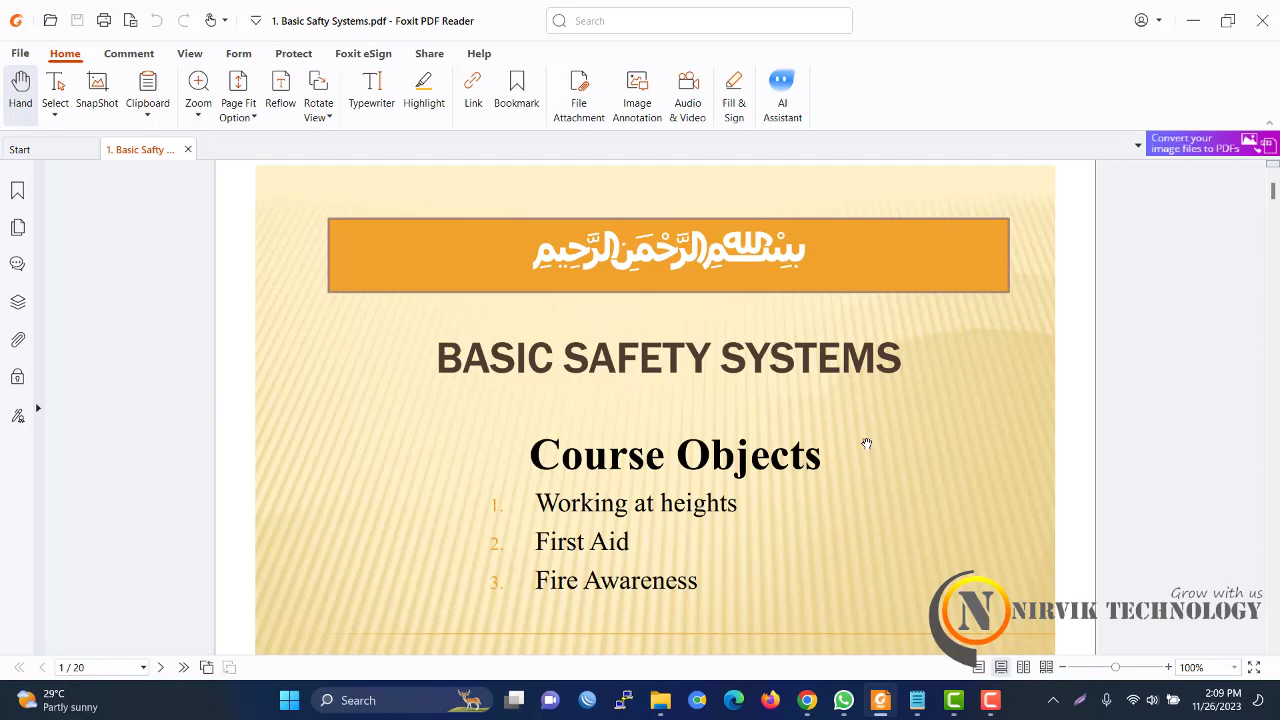 1. Basic Safty Systems.pdf - Foxit PDF Reader
Search
File Home Comment View Form Protect Foxit eSign Share Help
Hand Select SnapShot Clipboard Zoom Page Fit Option Reflow Rotate View Typewriter Highlight Link Bookmark File Attachment Image Annotation Audio & Video Fill & Sign AI Assistant
Start 1. Basic Safty ...
Convert your
image files to PDFs
بِسْمِ اللهِ الرَّحْمَنِ الرَّحِيمِ
BASIC SAFETY SYSTEMS
Course Objects
1. Working at heights
2. First Aid
3. Fire Awareness
Grow with us
N NIRVIK TECHNOLOGY
1 / 20
100%
29°C
Partly sunny
Search
2:09 PM
11/26/2023